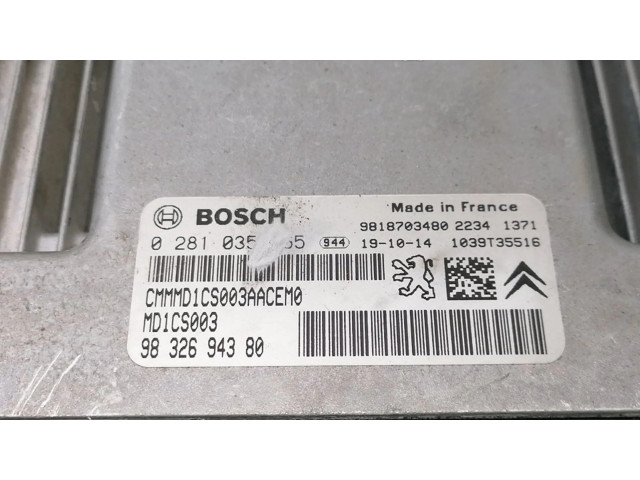 BOSCH
Made in France
9818703480 2234 1371
0 281 035
944 19-10-14 1039T35516
CMMMD1CS003AACEM0
MD1CS003
98 326 943 80